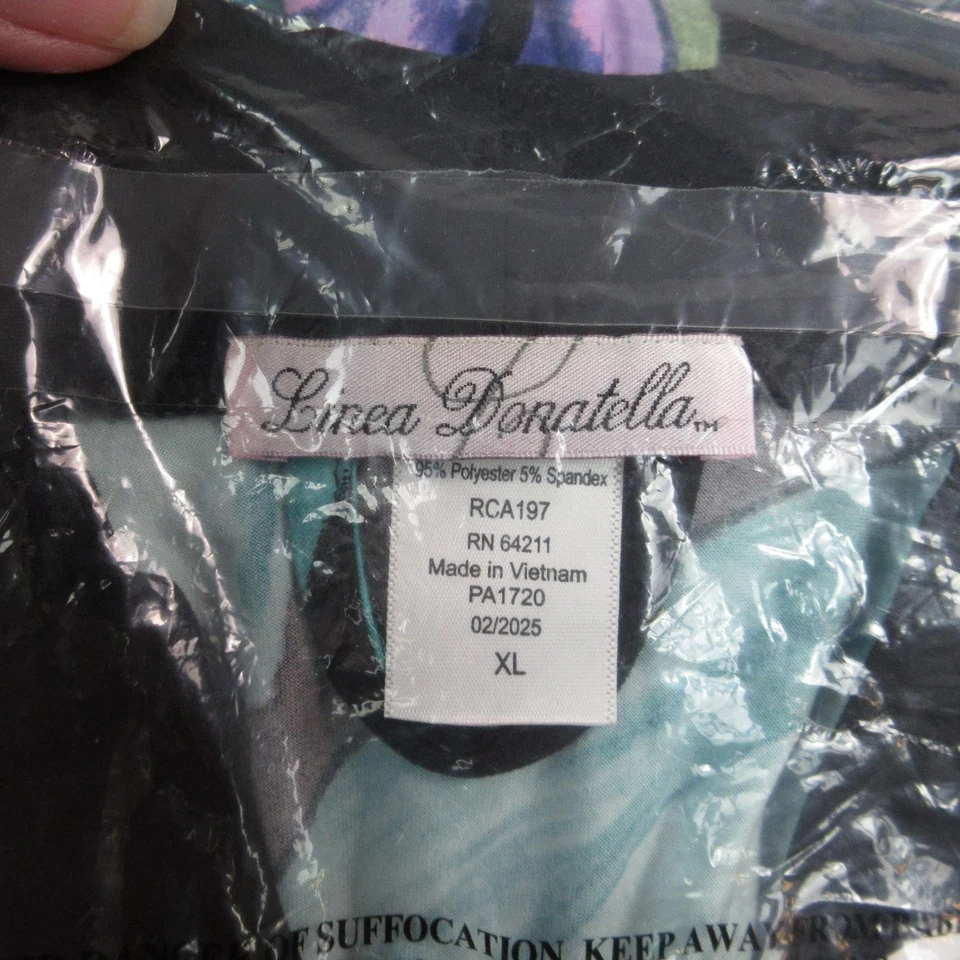 Linea Donatella™
95% Polyester 5% Spandex
RCA197
RN 64211
Made in Vietnam
PA1720
02/2025
XL
OF SUFFOCATION KEEP AWAY FROM